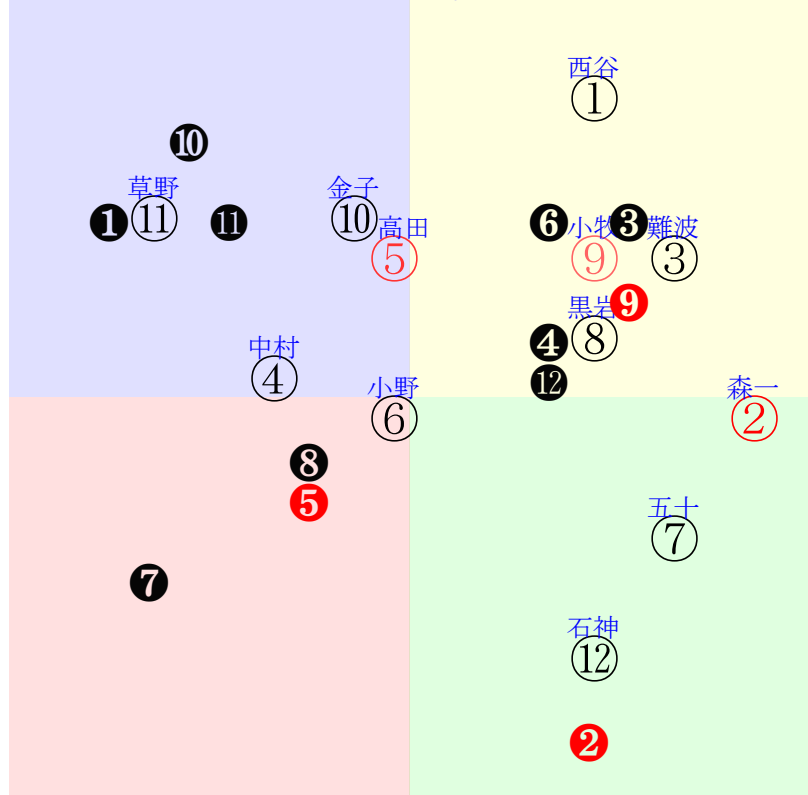 西谷
①
❿
草野
金子
❶
⑪
⓫
⑩
高田
⑤
❻
小牧
❸
難波
⑨
③
❾
黒岩
❹
⑧
中村
④
⓬
小野
⑥
森一
②
❽
❺
五十
⑦
❼
石神
⑫
❷